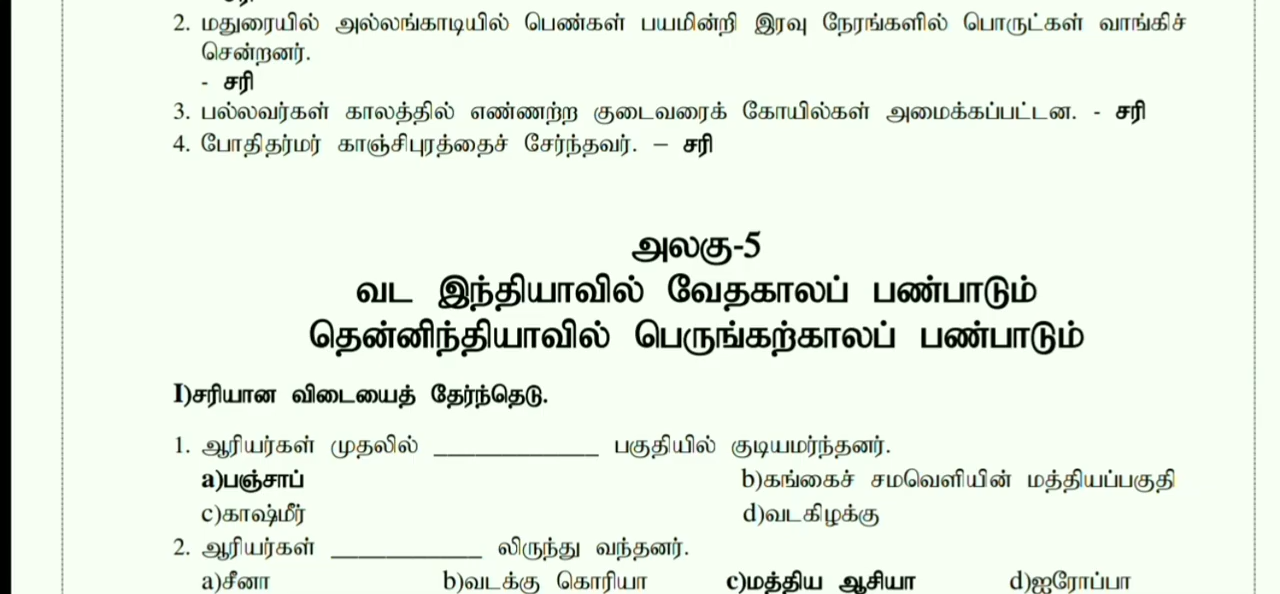 2. மதுரையில் அல்லங்காடியில் பெண்கள் பயமின்றி இரவு நேரங்களில் பொருட்கள் வாங்கிச்
சென்றனர்.
- சரி
3. பல்லவர்கள் காலத்தில் எண்ணற்ற குடைவரைக் கோயில்கள் அமைக்கப்பட்டன. - சரி
4. போதிதர்மர் காஞ்சிபுரத்தைச் சேர்ந்தவர். – சரி
அலகு-5
வட இந்தியாவில் வேதகாலப் பண்பாடும்
தென்னிந்தியாவில் பெருங்கற்காலப் பண்பாடும்
I)சரியான விடையைத் தேர்ந்தெடு.
1. ஆரியர்கள் முதலில் ____________ பகுதியில் குடியமர்ந்தனர்.
a)பஞ்சாப் b)கங்கைச் சமவெளியின் மத்தியப்பகுதி
c)காஷ்மீர் d)வடகிழக்கு
2. ஆரியர்கள் ___________ லிருந்து வந்தனர்.
a)சீனா b)வடக்கு கொரியா c)மத்திய ஆசியா d)ஐரோப்பா